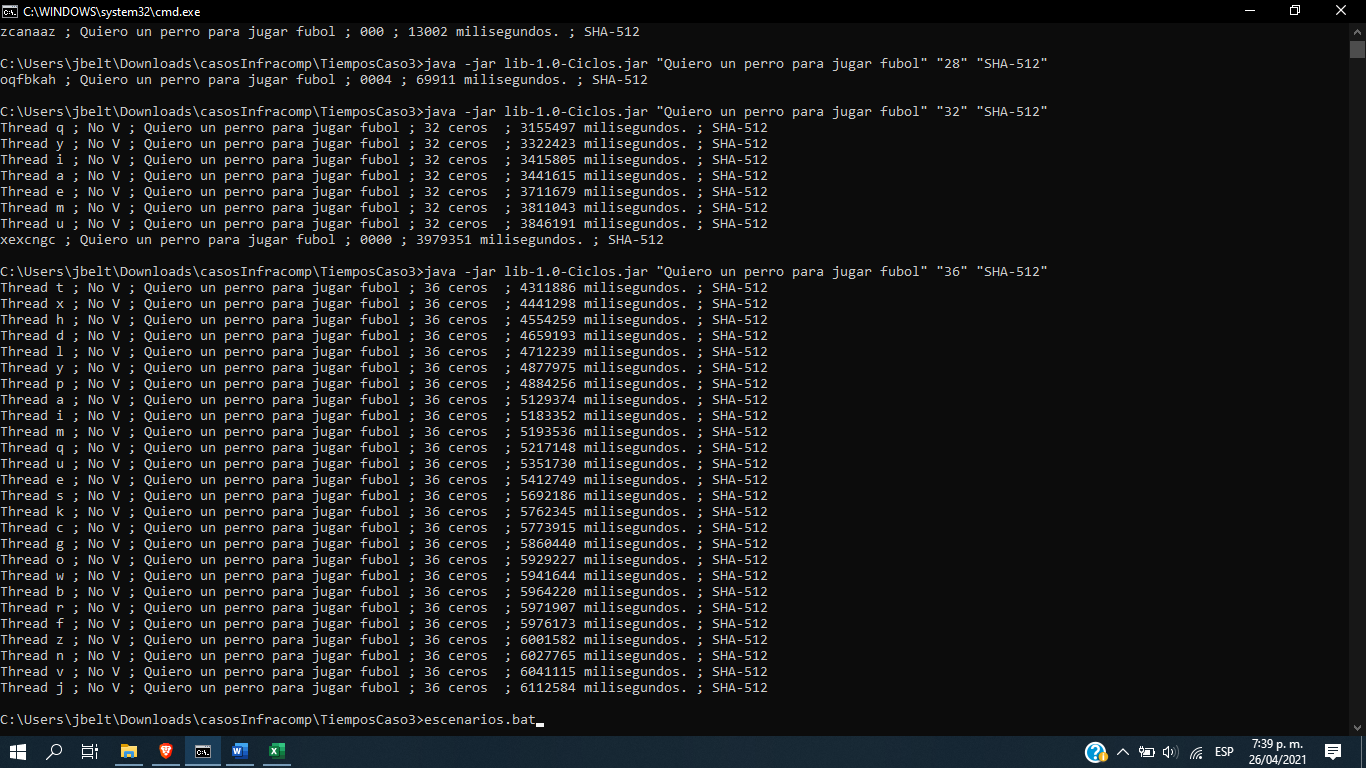 C:\WINDOWS\system32\cmd.exe
zcanaaz ; Quiero un perro para jugar fubol ; 000 ; 13002 milisegundos. ; SHA-512
C:\Users\jbelt\Downloads\casosInfracomp\TiemposCaso3>java -jar lib-1.0-Ciclos.jar "Quiero un perro para jugar fubol" "28" "SHA-512"
oqfbkah ; Quiero un perro para jugar fubol ; 0004 ; 69911 milisegundos. ; SHA-512
C:\Users\jbelt\Downloads\casosInfracomp\TiemposCaso3>java -jar lib-1.0-Ciclos.jar "Quiero un perro para jugar fubol" "32" "SHA-512"
Thread q ; No V ; Quiero un perro para jugar fubol ; 32 ceros  ; 3155497 milisegundos. ; SHA-512
Thread y ; No V ; Quiero un perro para jugar fubol ; 32 ceros  ; 3322423 milisegundos. ; SHA-512
Thread i ; No V ; Quiero un perro para jugar fubol ; 32 ceros  ; 3415805 milisegundos. ; SHA-512
Thread a ; No V ; Quiero un perro para jugar fubol ; 32 ceros  ; 3441615 milisegundos. ; SHA-512
Thread e ; No V ; Quiero un perro para jugar fubol ; 32 ceros  ; 3711679 milisegundos. ; SHA-512
Thread m ; No V ; Quiero un perro para jugar fubol ; 32 ceros  ; 3811043 milisegundos. ; SHA-512
Thread u ; No V ; Quiero un perro para jugar fubol ; 32 ceros  ; 3846191 milisegundos. ; SHA-512
xexcngc ; Quiero un perro para jugar fubol ; 0000 ; 3979351 milisegundos. ; SHA-512
C:\Users\jbelt\Downloads\casosInfracomp\TiemposCaso3>java -jar lib-1.0-Ciclos.jar "Quiero un perro para jugar fubol" "36" "SHA-512"
Thread t ; No V ; Quiero un perro para jugar fubol ; 36 ceros  ; 4311886 milisegundos. ; SHA-512
Thread x ; No V ; Quiero un perro para jugar fubol ; 36 ceros  ; 4441298 milisegundos. ; SHA-512
Thread h ; No V ; Quiero un perro para jugar fubol ; 36 ceros  ; 4554259 milisegundos. ; SHA-512
Thread d ; No V ; Quiero un perro para jugar fubol ; 36 ceros  ; 4659193 milisegundos. ; SHA-512
Thread l ; No V ; Quiero un perro para jugar fubol ; 36 ceros  ; 4712239 milisegundos. ; SHA-512
Thread y ; No V ; Quiero un perro para jugar fubol ; 36 ceros  ; 4877975 milisegundos. ; SHA-512
Thread p ; No V ; Quiero un perro para jugar fubol ; 36 ceros  ; 4884256 milisegundos. ; SHA-512
Thread a ; No V ; Quiero un perro para jugar fubol ; 36 ceros  ; 5129374 milisegundos. ; SHA-512
Thread i ; No V ; Quiero un perro para jugar fubol ; 36 ceros  ; 5183352 milisegundos. ; SHA-512
Thread m ; No V ; Quiero un perro para jugar fubol ; 36 ceros  ; 5193536 milisegundos. ; SHA-512
Thread q ; No V ; Quiero un perro para jugar fubol ; 36 ceros  ; 5217148 milisegundos. ; SHA-512
Thread u ; No V ; Quiero un perro para jugar fubol ; 36 ceros  ; 5351730 milisegundos. ; SHA-512
Thread e ; No V ; Quiero un perro para jugar fubol ; 36 ceros  ; 5412749 milisegundos. ; SHA-512
Thread s ; No V ; Quiero un perro para jugar fubol ; 36 ceros  ; 5692186 milisegundos. ; SHA-512
Thread k ; No V ; Quiero un perro para jugar fubol ; 36 ceros  ; 5762345 milisegundos. ; SHA-512
Thread c ; No V ; Quiero un perro para jugar fubol ; 36 ceros  ; 5773915 milisegundos. ; SHA-512
Thread g ; No V ; Quiero un perro para jugar fubol ; 36 ceros  ; 5860440 milisegundos. ; SHA-512
Thread o ; No V ; Quiero un perro para jugar fubol ; 36 ceros  ; 5929227 milisegundos. ; SHA-512
Thread w ; No V ; Quiero un perro para jugar fubol ; 36 ceros  ; 5941644 milisegundos. ; SHA-512
Thread b ; No V ; Quiero un perro para jugar fubol ; 36 ceros  ; 5964220 milisegundos. ; SHA-512
Thread r ; No V ; Quiero un perro para jugar fubol ; 36 ceros  ; 5971907 milisegundos. ; SHA-512
Thread f ; No V ; Quiero un perro para jugar fubol ; 36 ceros  ; 5976173 milisegundos. ; SHA-512
Thread z ; No V ; Quiero un perro para jugar fubol ; 36 ceros  ; 6001582 milisegundos. ; SHA-512
Thread n ; No V ; Quiero un perro para jugar fubol ; 36 ceros  ; 6027765 milisegundos. ; SHA-512
Thread v ; No V ; Quiero un perro para jugar fubol ; 36 ceros  ; 6041115 milisegundos. ; SHA-512
Thread j ; No V ; Quiero un perro para jugar fubol ; 36 ceros  ; 6112584 milisegundos. ; SHA-512
C:\Users\jbelt\Downloads\casosInfracomp\TiemposCaso3>escenarios.bat
ESP
7:39 p. m.
26/04/2021